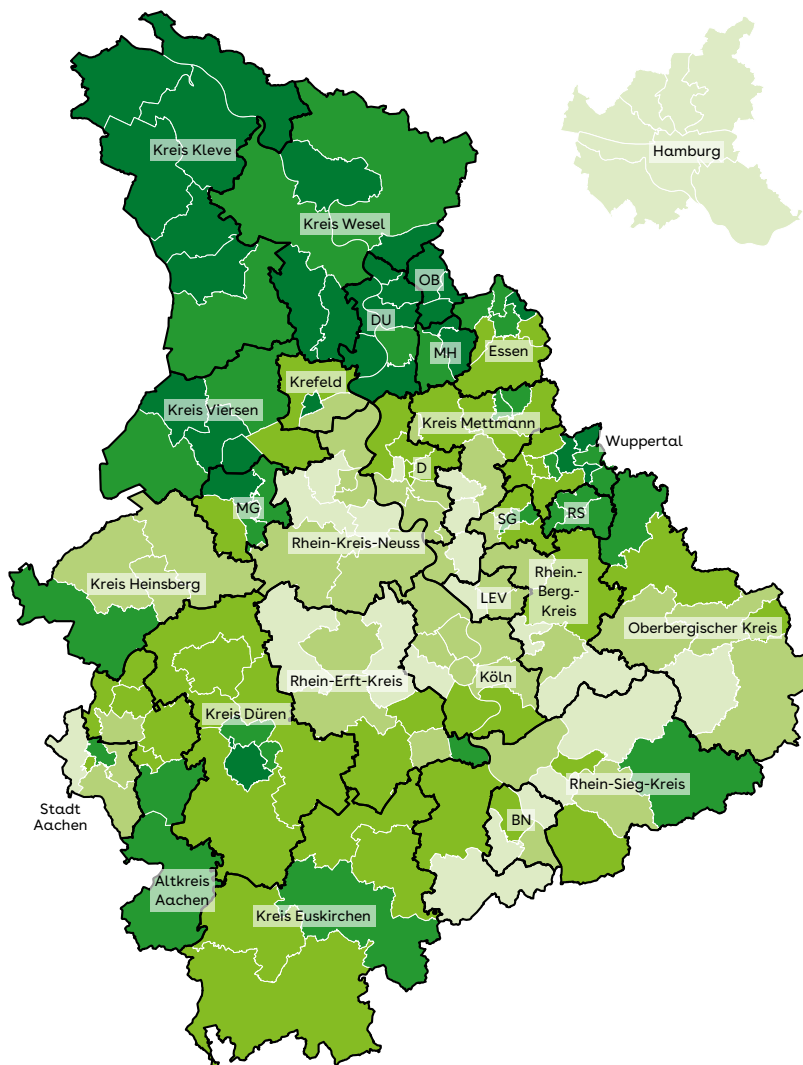 Kreis Kleve
Hamburg
Kreis Wesel
OB
DU
MH
Essen
Krefeld
Kreis Viersen
Kreis Mettmann
Wuppertal
D
MG
SG
RS
Rhein-Kreis-Neuss
Kreis Heinsberg
LEV
Rhein.-
Berg.-
Kreis
Oberbergischer Kreis
Rhein-Erft-Kreis
Köln
Kreis Düren
Rhein-Sieg-Kreis
Stadt
Aachen
BN
Altkreis
Aachen
Kreis Euskirchen